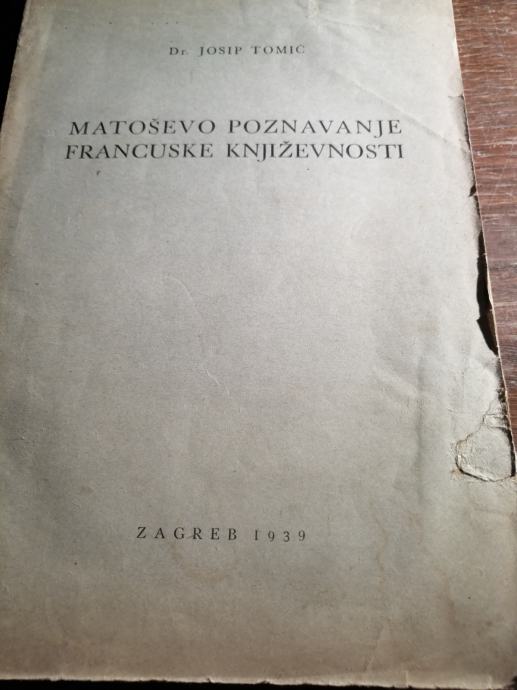 Dr. JOSIP TOMIĆ
MATOŠEVO POZNAVANJE
FRANCUSKE KNJIŽEVNOSTI
ZAGREB 1939